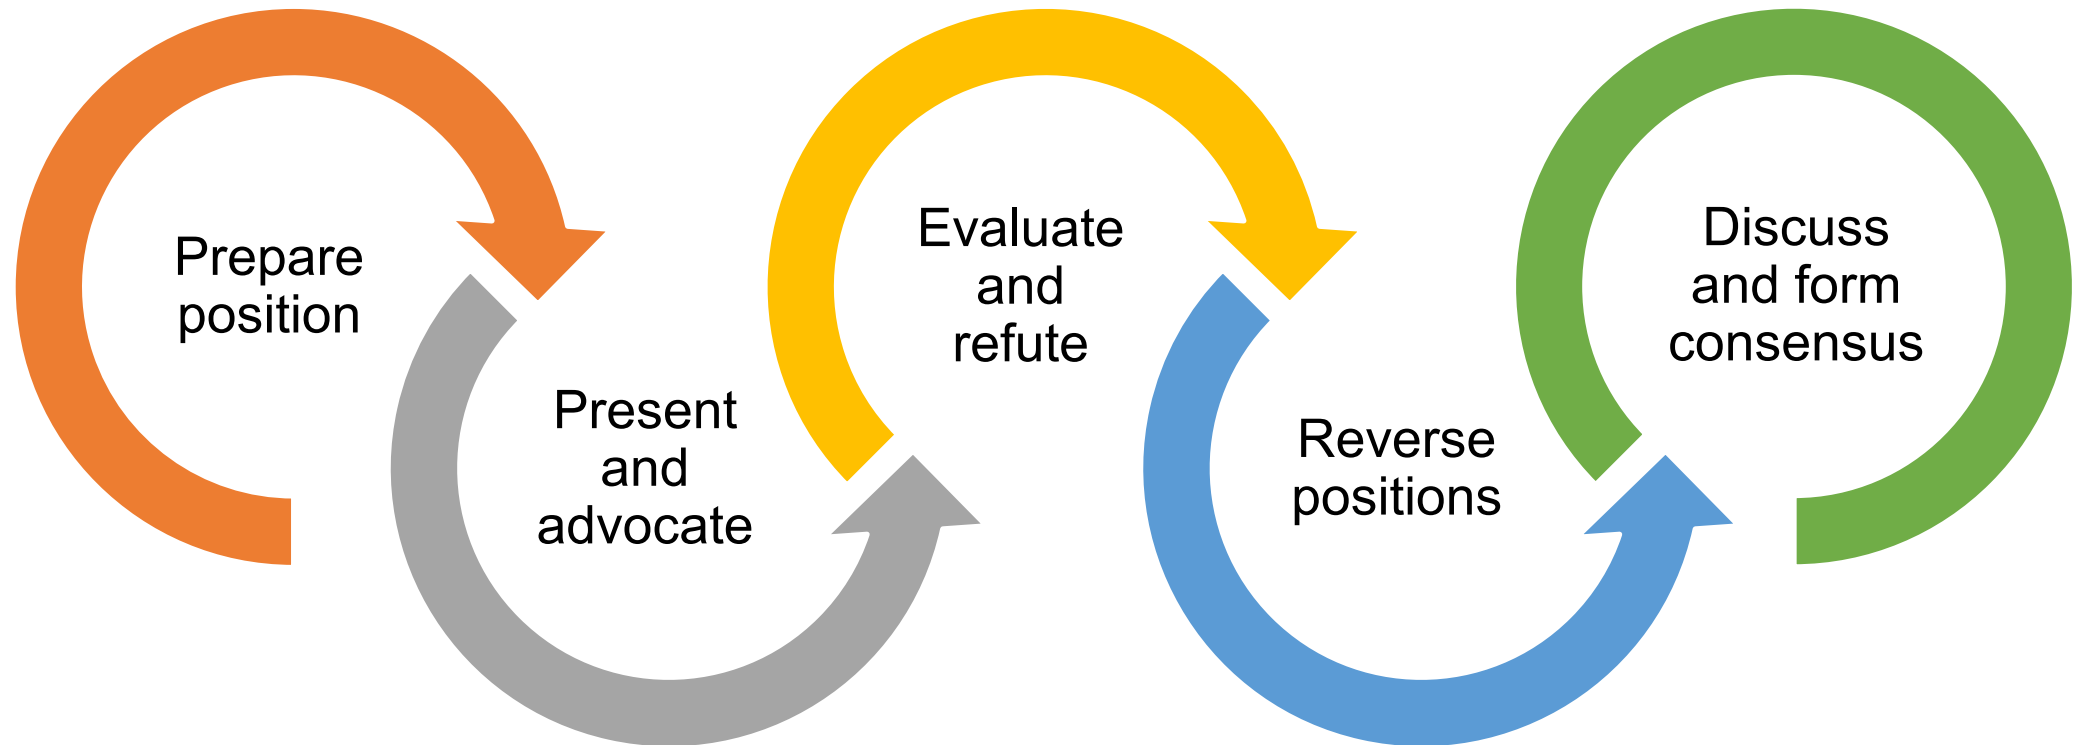 Prepare
position
Present
and
advocate
Evaluate
and
refute
Reverse
positions
Discuss
and form
consensus